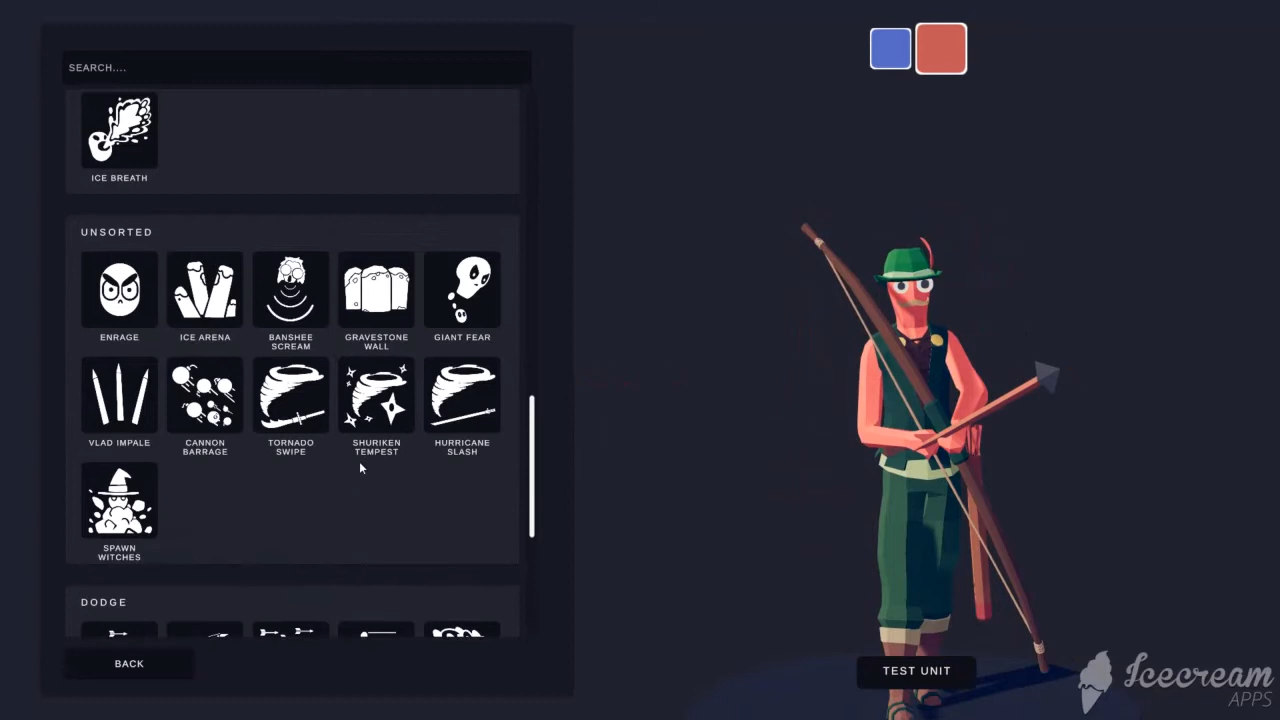 SEARCH....
ICE BREATH
UNSORTED
ENRAGE
ICE ARENA
BANSHEE
SCREAM
GRAVESTONE
WALL
GIANT FEAR
VLAD IMPALE
CANNON
BARRAGE
TORNADO
SWIPE
SHURIKEN
TEMPEST
HURRICANE
SLASH
SPAWN
WITCHES
DODGE
BACK
TEST UNIT
Icecream
APPS